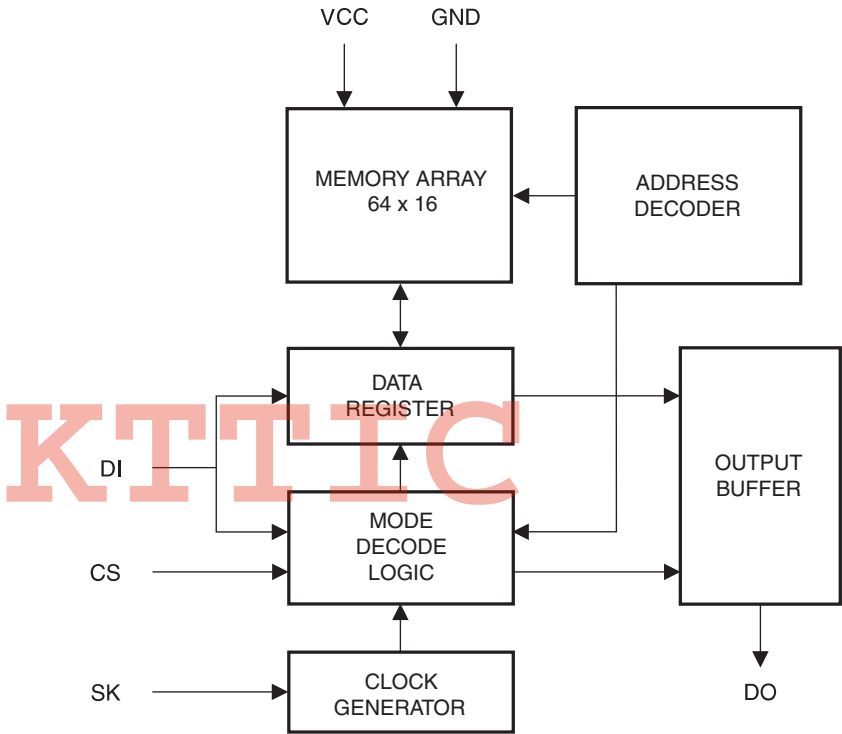 VCC
GND
MEMORY ARRAY
64 x 16
ADDRESS
DECODER
DATA
REGISTER
KTTIC
DI
OUTPUT
BUFFER
MODE
DECODE
LOGIC
CS
CLOCK
GENERATOR
SK
DO